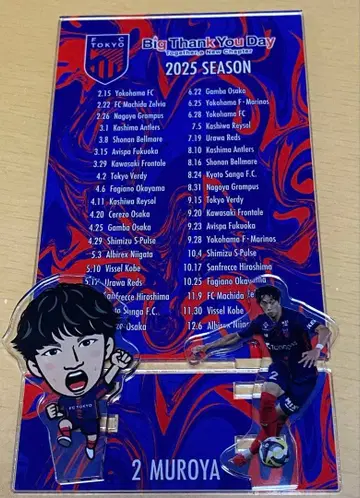 F C
TOKYO
Big Thank You Day
Together, a New Chapter
2025 SEASON
2.15 Yokohama FC
2.22 FC Machida Zelvia
2.26 Nagoya Grampus
3.1 Kashima Antlers
3.8 Shonan Bellmare
3.15 Avispa Fukuoka
3.29 Kawasaki Frontale
4.2 Tokyo Verdy
4.6 Fagiano Okayama
4.11 Kashiwa Reysol
4.20 Cerezo Osaka
4.25 Gamba Osaka
4.29 Shimizu S-Pulse
5.3 Albirex Niigata
5.10 Vissel Kobe
Urawa Reds
Sanfrecce Hiroshima
Sanga F.C.
Osaka
6.22 Gamba Osaka
6.25 Yokohama F・Marinos
6.28 Yokohama FC
7.5 Kashiwa Reysol
7.19 Urawa Reds
8.10 Kashima Antlers
8.16 Shonan Bellmare
8.24 Kyoto Sanga F.C.
8.31 Nagoya Grampus
9.15 Tokyo Verdy
9.20 Kawasaki Frontale
9.23 Avispa Fukuoka
9.28 Yokohama F・Marinos
10.4 Shimizu S-Pulse
10.17 Sanfrecce Hiroshima
10.25 Fagiano Okayama
11.9 FC Machida
11.30 Vissel Kobe
12.6 Albirex Niigata
FC TOKYO
2
2 MUROYA